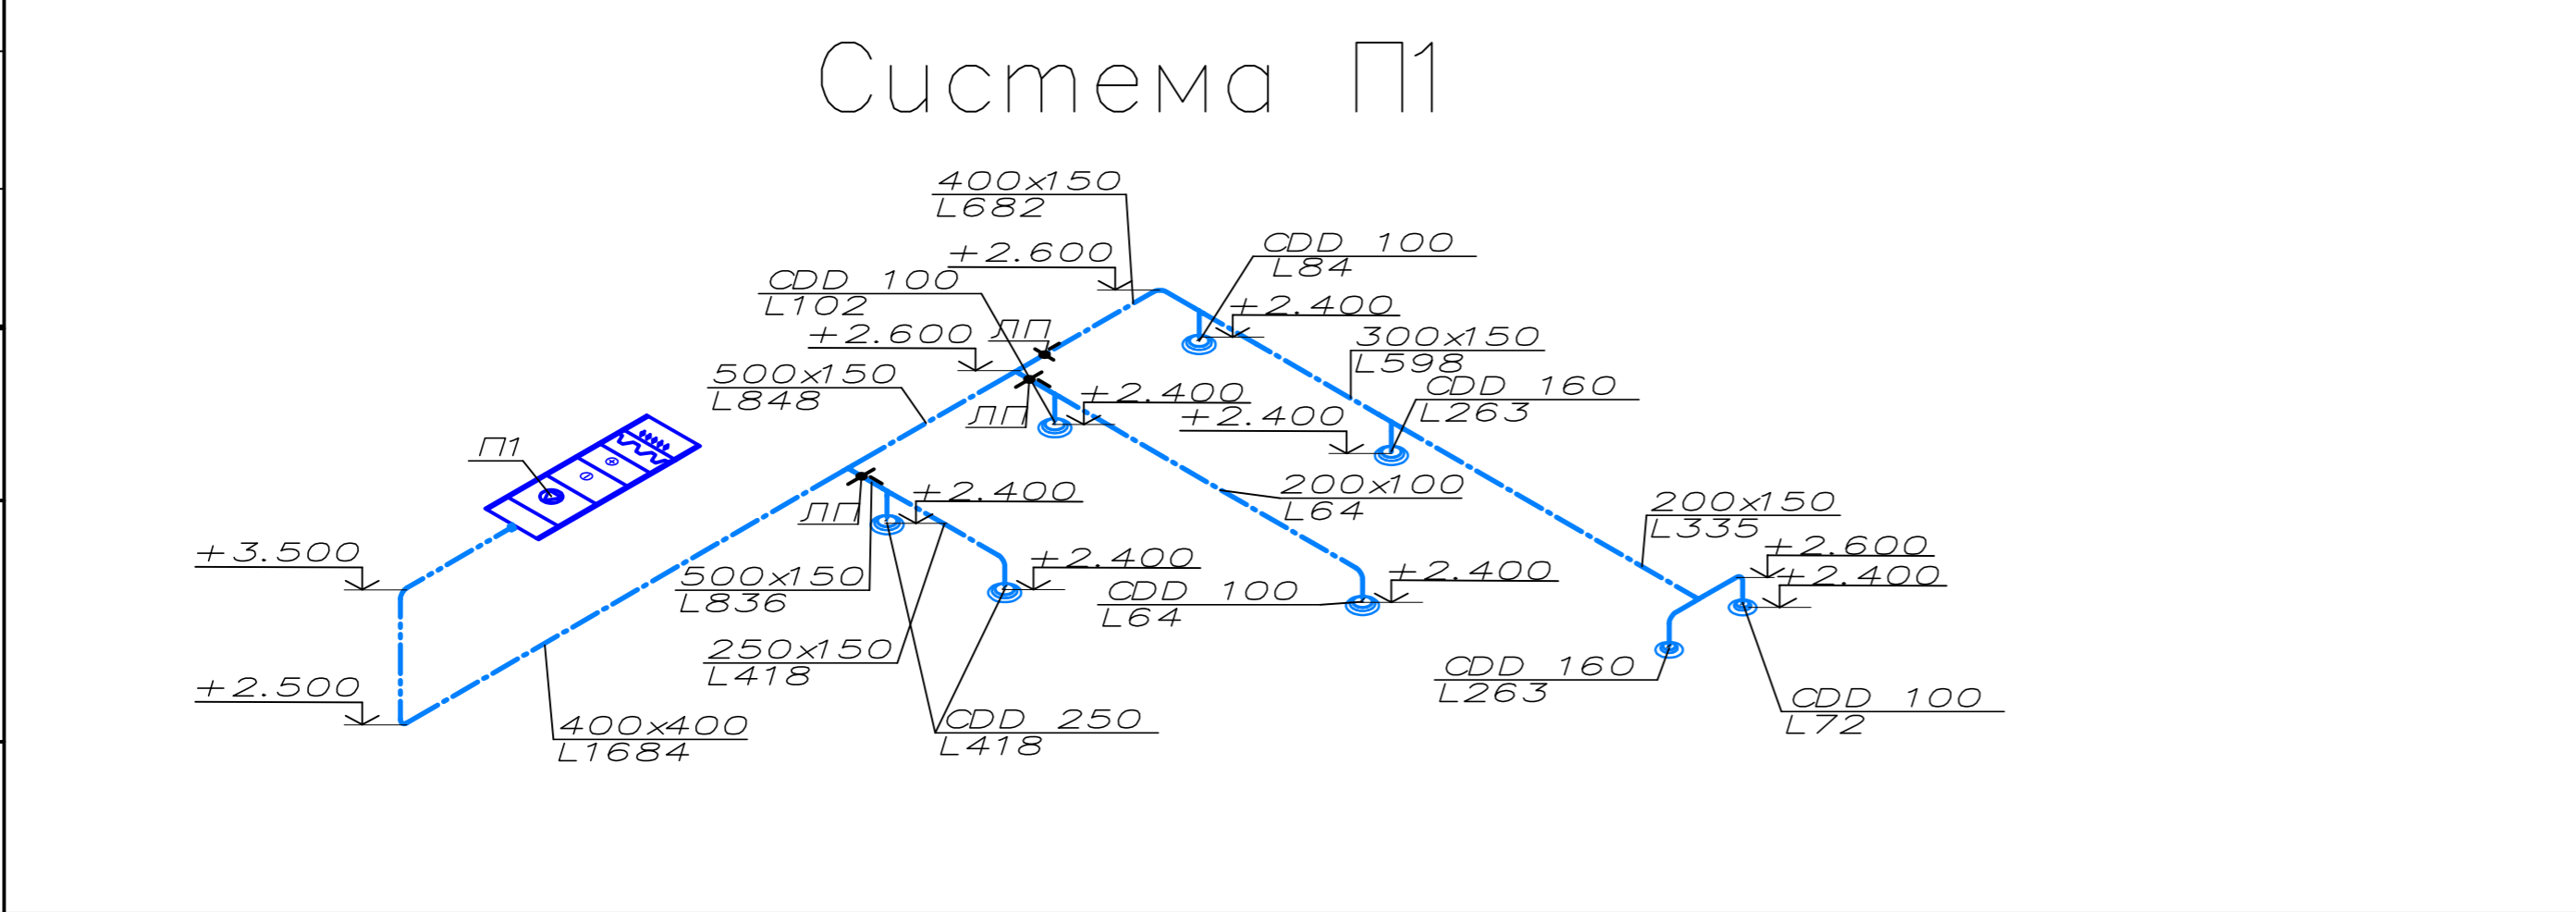 Система П1
400x150
L682
CDD 100
L84
+2.600
CDD 100
L102
+2.400
+2.600
ЛП
300x150
L598
500x150
L848
CDD 160
L263
+2.400
+2.400
ЛП
П1
200x100
L64
+2.400
ЛП
200x150
L335
+3.500
+2.400
+2.600
+2.400
500x150
L836
CDD 100
L64
+2.400
250x150
L418
CDD 160
L263
+2.500
CDD 100
L72
400x400
L1684
CDD 250
L418